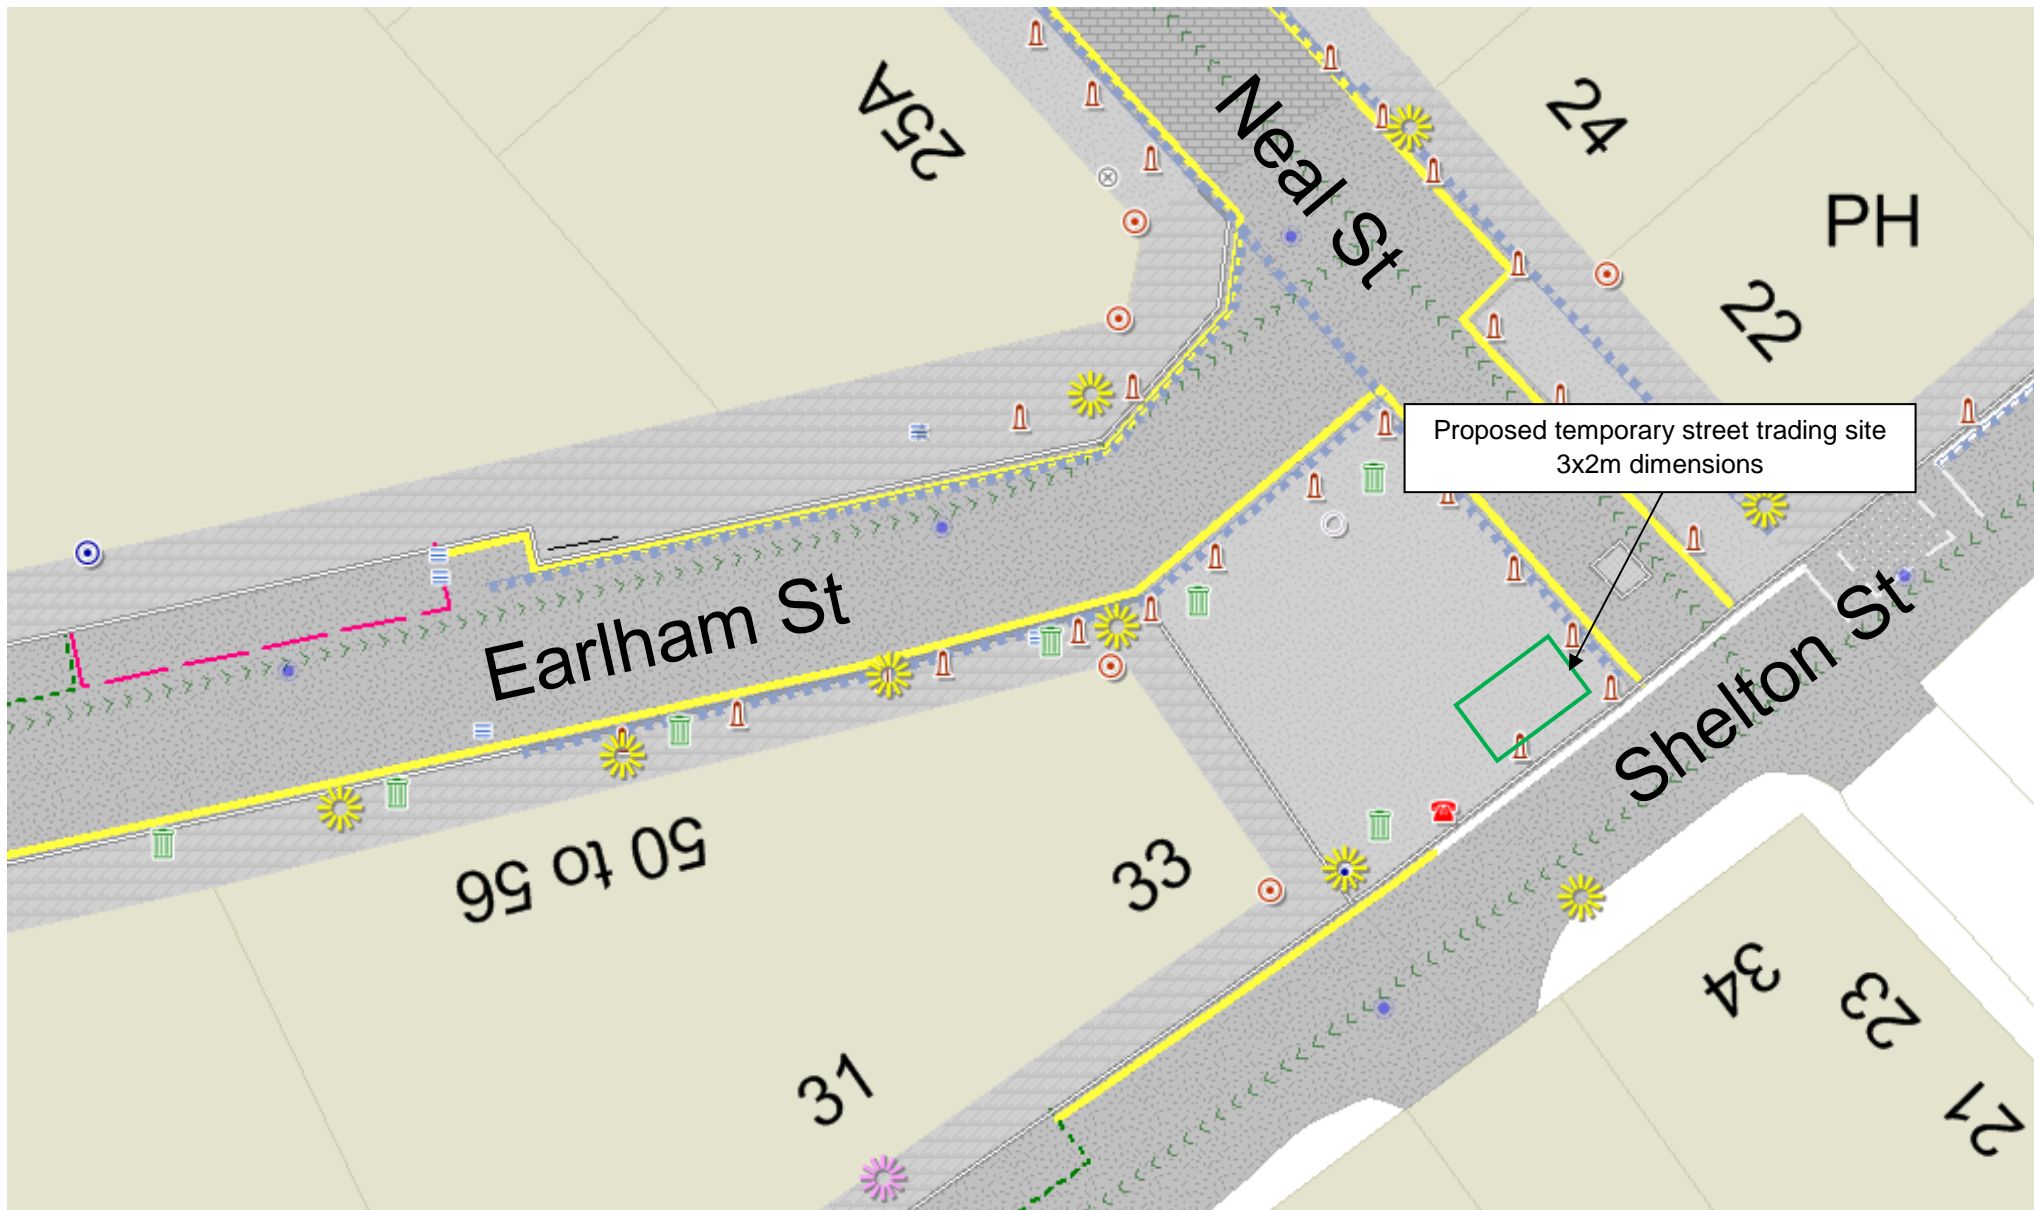 25A
Neal St
24
PH
22
Proposed temporary street trading site
3x2m dimensions
Earlham St
Shelton St
50 to 56
33
34
23
31
21